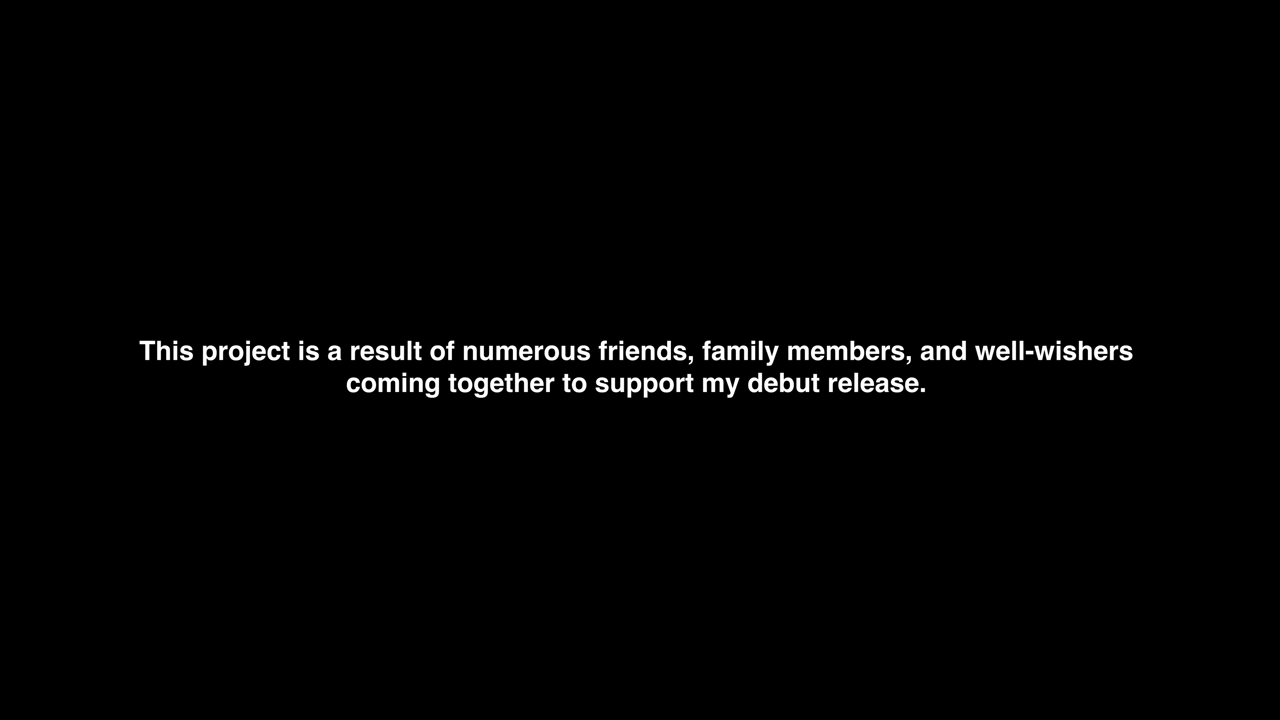 This project is a result of numerous friends, family members, and well-wishers
coming together to support my debut release.